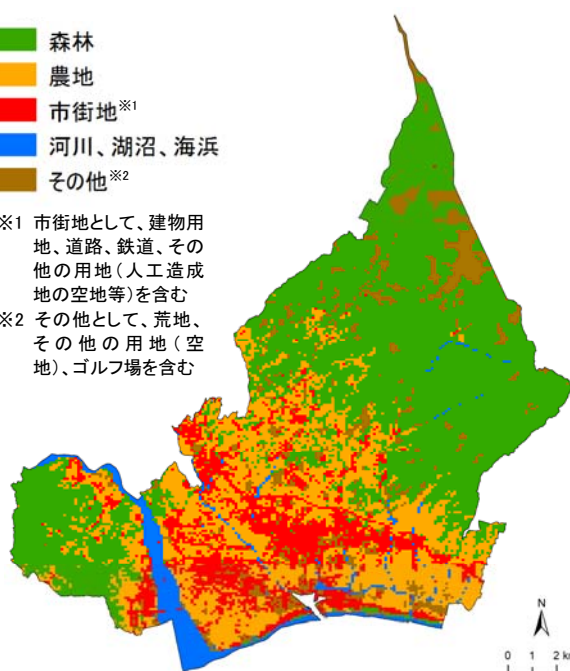 森林
農地
市街地※1
河川、湖沼、海浜
その他※2
※1 市街地として、建物用
地、道路、鉄道、その
他の用地(人工造成
地の空地等)を含む
※2 その他として、荒地、
その他の用地(空
地)、ゴルフ場を含む
N
0 1 2 km